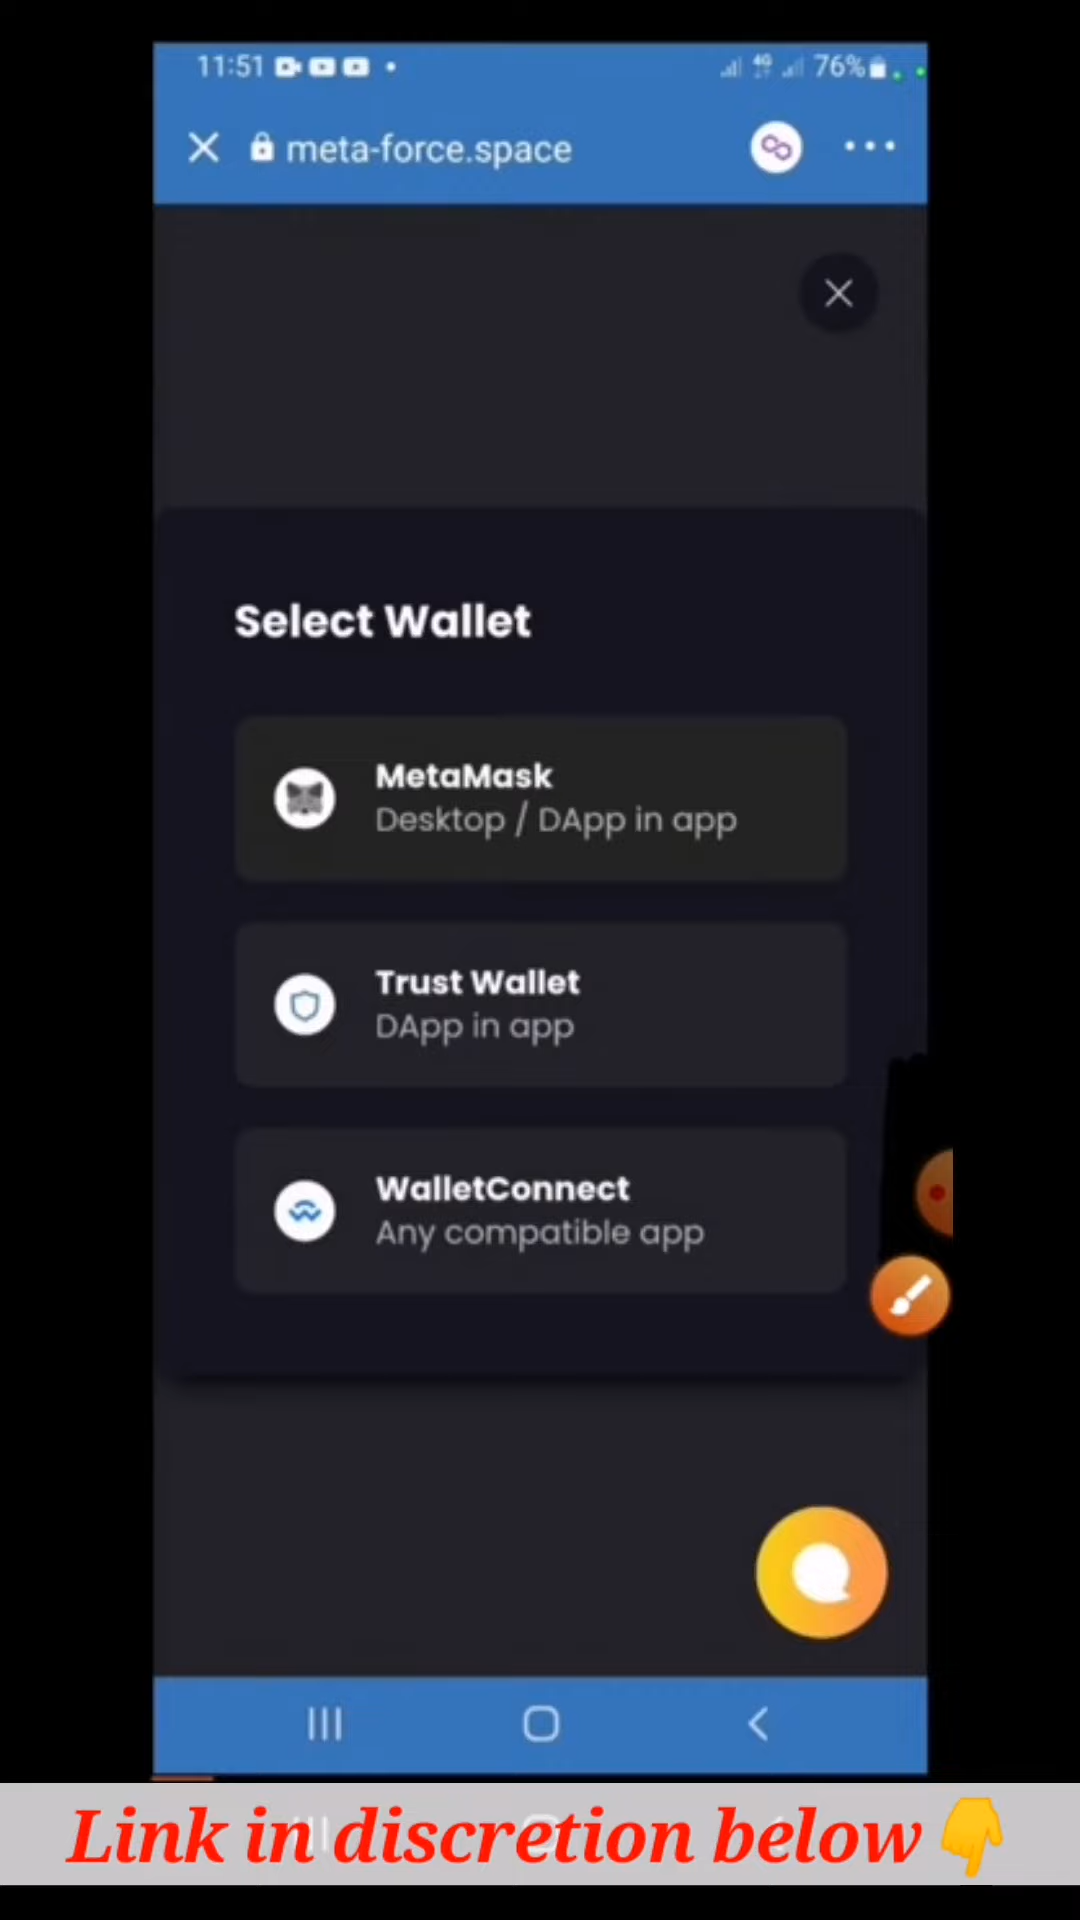 11:51 4G 76%
meta-force.space
Select Wallet
MetaMask
Desktop / DApp in app
Trust Wallet
DApp in app
WalletConnect
Any compatible app
Link in discretion below